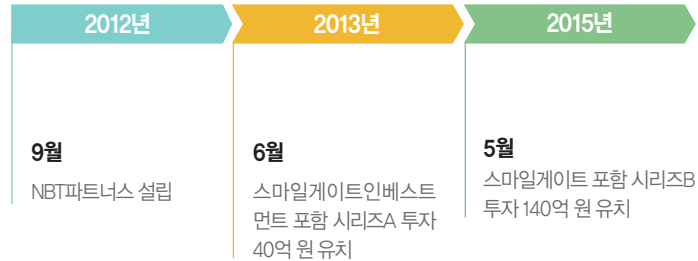 2012년
2013년
2015년
9월
NBT파트너스 설립
6월
스마일게이트인베스트
먼트 포함 시리즈A 투자
40억 원 유치
5월
스마일게이트 포함 시리즈B
투자 140억 원 유치